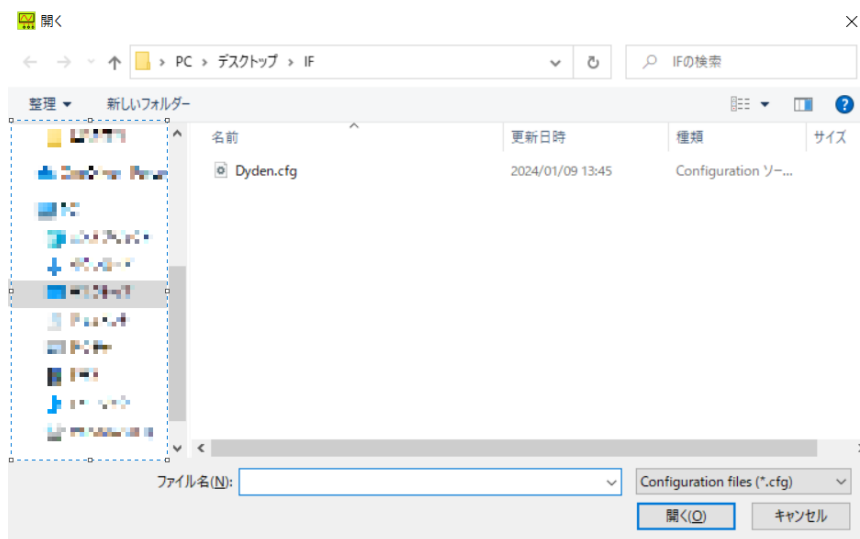 開く
PC › デスクトップ › IF
IFの検索
整理
新しいフォルダー
名前
更新日時
種類
サイズ
Dyden.cfg
2024/01/09 13:45
Configuration ソー...
ファイル名(N):
Configuration files (*.cfg)
開く(O)
キャンセル